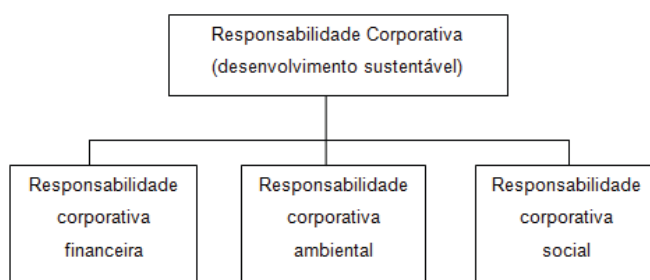 Responsabilidade Corporativa
(desenvolvimento sustentável)
Responsabilidade
corporativa
financeira
Responsabilidade
corporativa
ambiental
Responsabilidade
corporativa
social